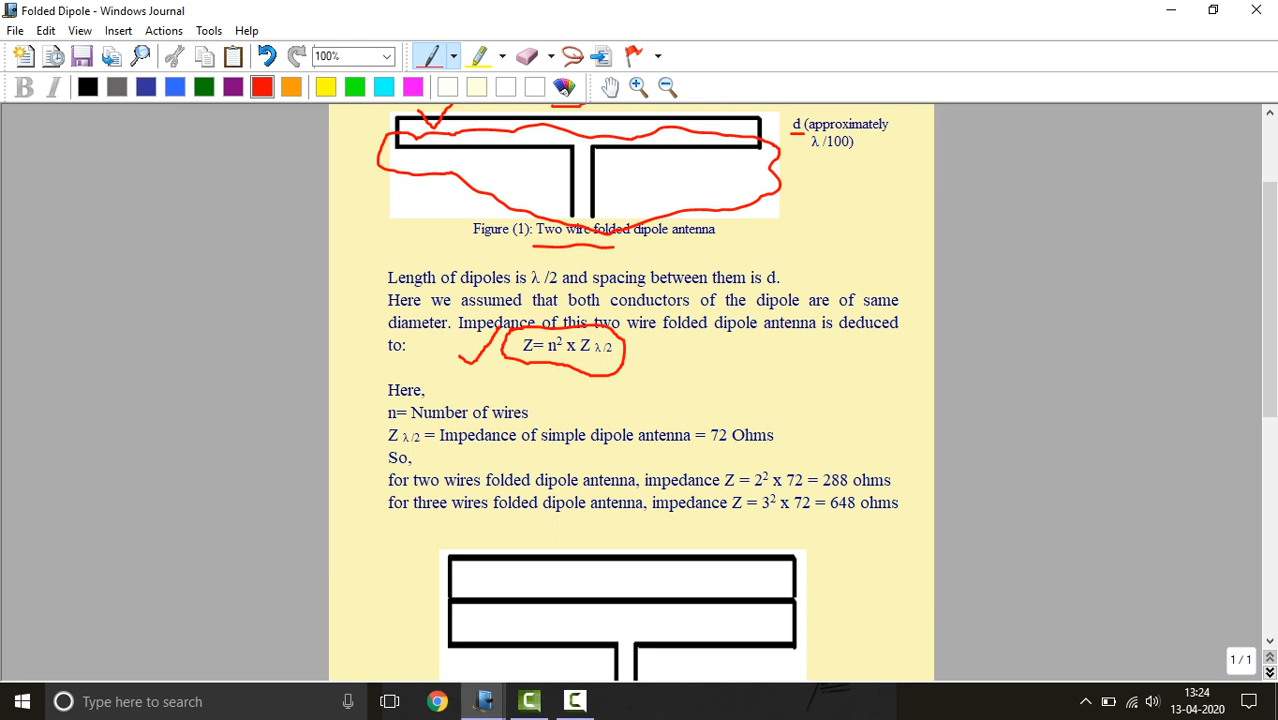 Folded Dipole - Windows Journal
File Edit View Insert Actions Tools Help
100%
B I
d (approximately
λ /100)
Figure (1): Two wire folded dipole antenna
Length of dipoles is λ /2 and spacing between them is d.
Here we assumed that both conductors of the dipole are of same
diameter. Impedance of this two wire folded dipole antenna is deduced
to: Z= n² x Z λ /2
Here,
n= Number of wires
Z λ /2 = Impedance of simple dipole antenna = 72 Ohms
So,
for two wires folded dipole antenna, impedance Z = 2² x 72 = 288 ohms
for three wires folded dipole antenna, impedance Z = 3² x 72 = 648 ohms
1 / 1
Type here to search
13:24
13-04-2020